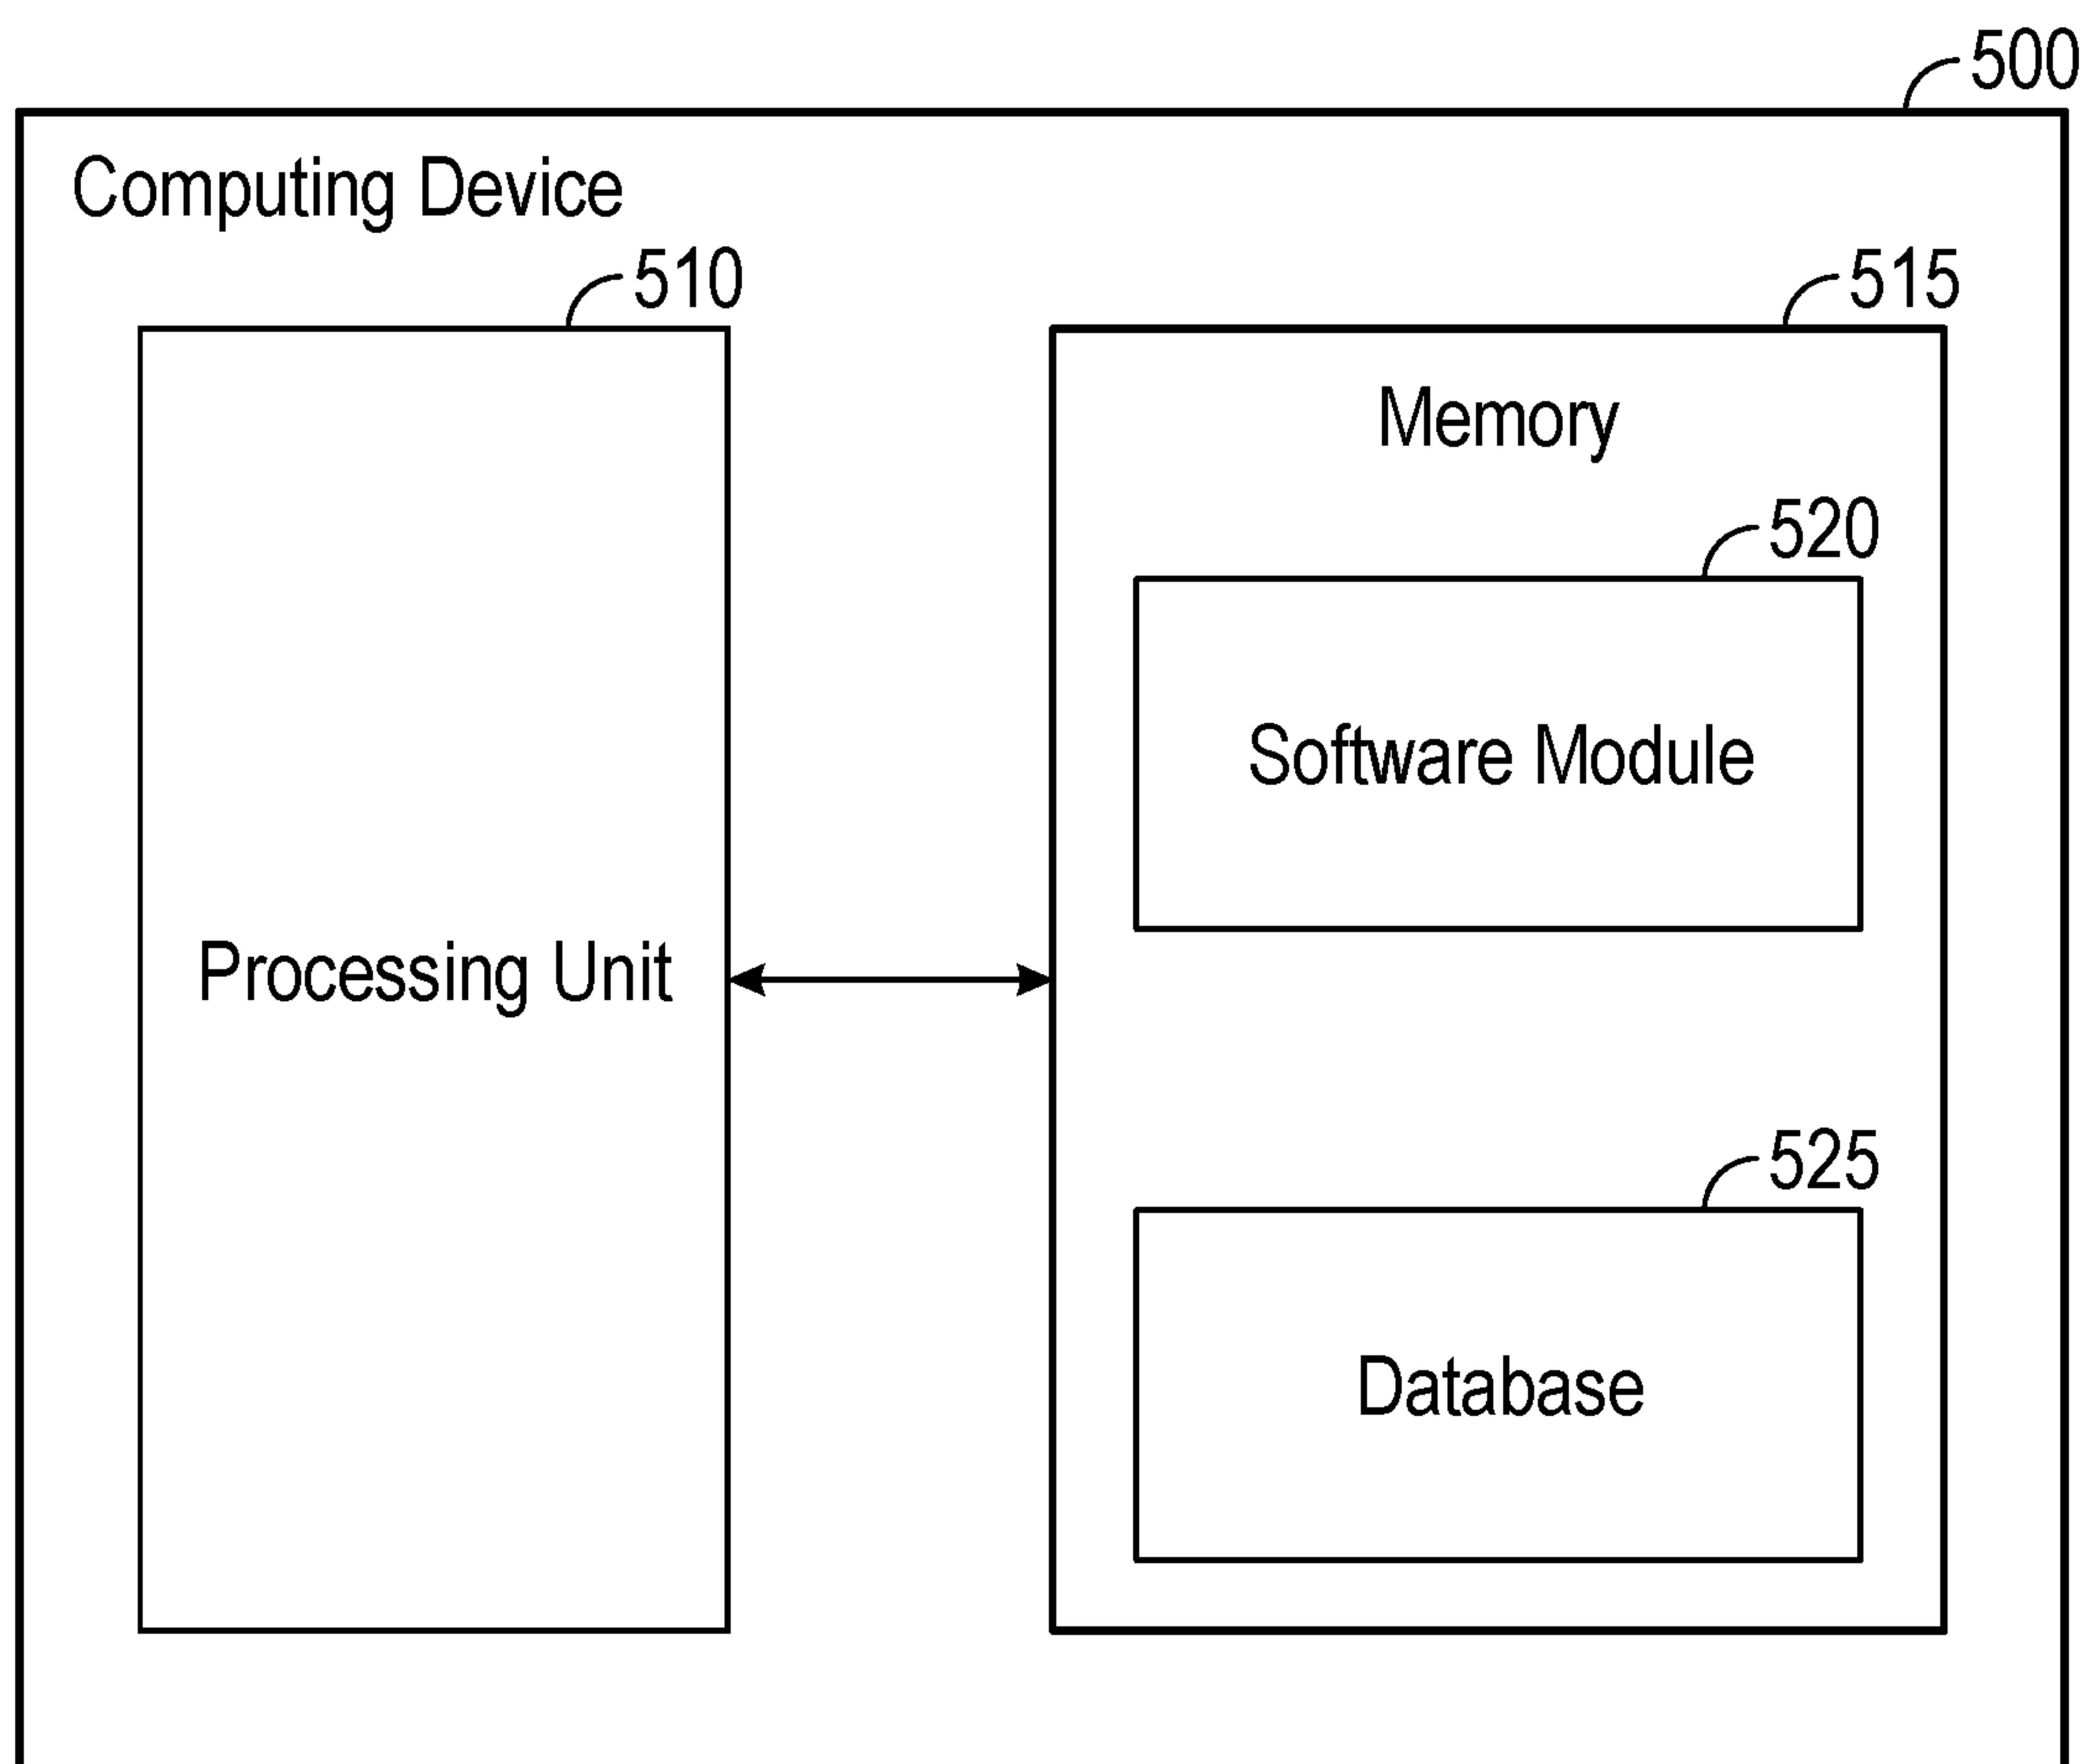 500
Computing Device
510
515
Memory
520
Software Module
Processing Unit
525
Database